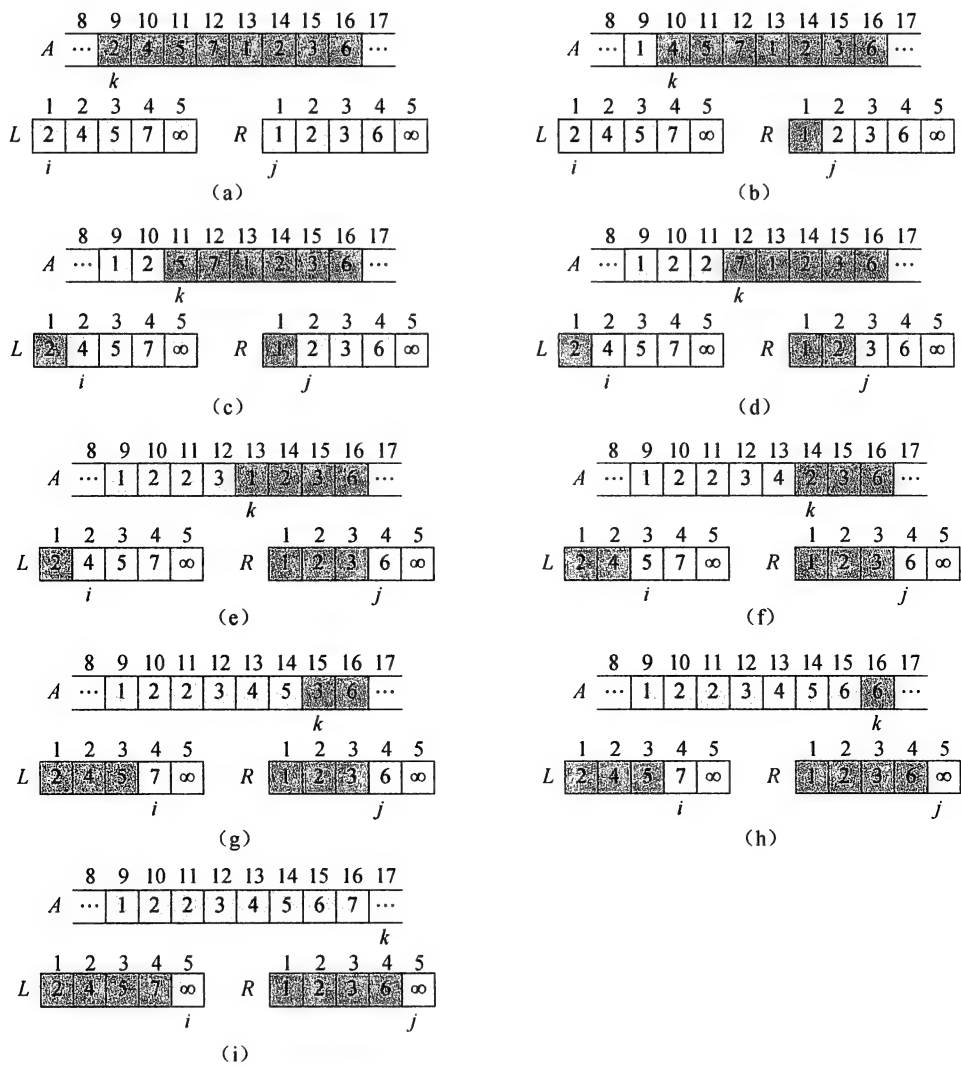 8 9 10 11 12 13 14 15 16 17
A ... 2 4 5 7 1 2 3 6 ...
k
1 2 3 4 5 1 2 3 4 5
L 2 4 5 7 ∞ R 1 2 3 6 ∞
i j
(a)
8 9 10 11 12 13 14 15 16 17
A ... 1 4 5 7 1 2 3 6 ...
k
1 2 3 4 5 1 2 3 4 5
L 2 4 5 7 ∞ R 1 2 3 6 ∞
i j
(b)
8 9 10 11 12 13 14 15 16 17
A ... 1 2 5 7 1 2 3 6 ...
k
1 2 3 4 5 1 2 3 4 5
L 2 4 5 7 ∞ R 1 2 3 6 ∞
i j
(c)
8 9 10 11 12 13 14 15 16 17
A ... 1 2 2 7 1 2 3 6 ...
k
1 2 3 4 5 1 2 3 4 5
L 2 4 5 7 ∞ R 1 2 3 6 ∞
i j
(d)
8 9 10 11 12 13 14 15 16 17
A ... 1 2 2 3 1 2 3 6 ...
k
1 2 3 4 5 1 2 3 4 5
L 2 4 5 7 ∞ R 1 2 3 6 ∞
i j
(e)
8 9 10 11 12 13 14 15 16 17
A ... 1 2 2 3 4 2 3 6 ...
k
1 2 3 4 5 1 2 3 4 5
L 2 4 5 7 ∞ R 1 2 3 6 ∞
i j
(f)
8 9 10 11 12 13 14 15 16 17
A ... 1 2 2 3 4 5 3 6 ...
k
1 2 3 4 5 1 2 3 4 5
L 2 4 5 7 ∞ R 1 2 3 6 ∞
i j
(g)
8 9 10 11 12 13 14 15 16 17
A ... 1 2 2 3 4 5 6 6 ...
k
1 2 3 4 5 1 2 3 4 5
L 2 4 5 7 ∞ R 1 2 3 6 ∞
i j
(h)
8 9 10 11 12 13 14 15 16 17
A ... 1 2 2 3 4 5 6 7 ...
k
1 2 3 4 5 1 2 3 4 5
L 2 4 5 7 ∞ R 1 2 3 6 ∞
i j
(i)